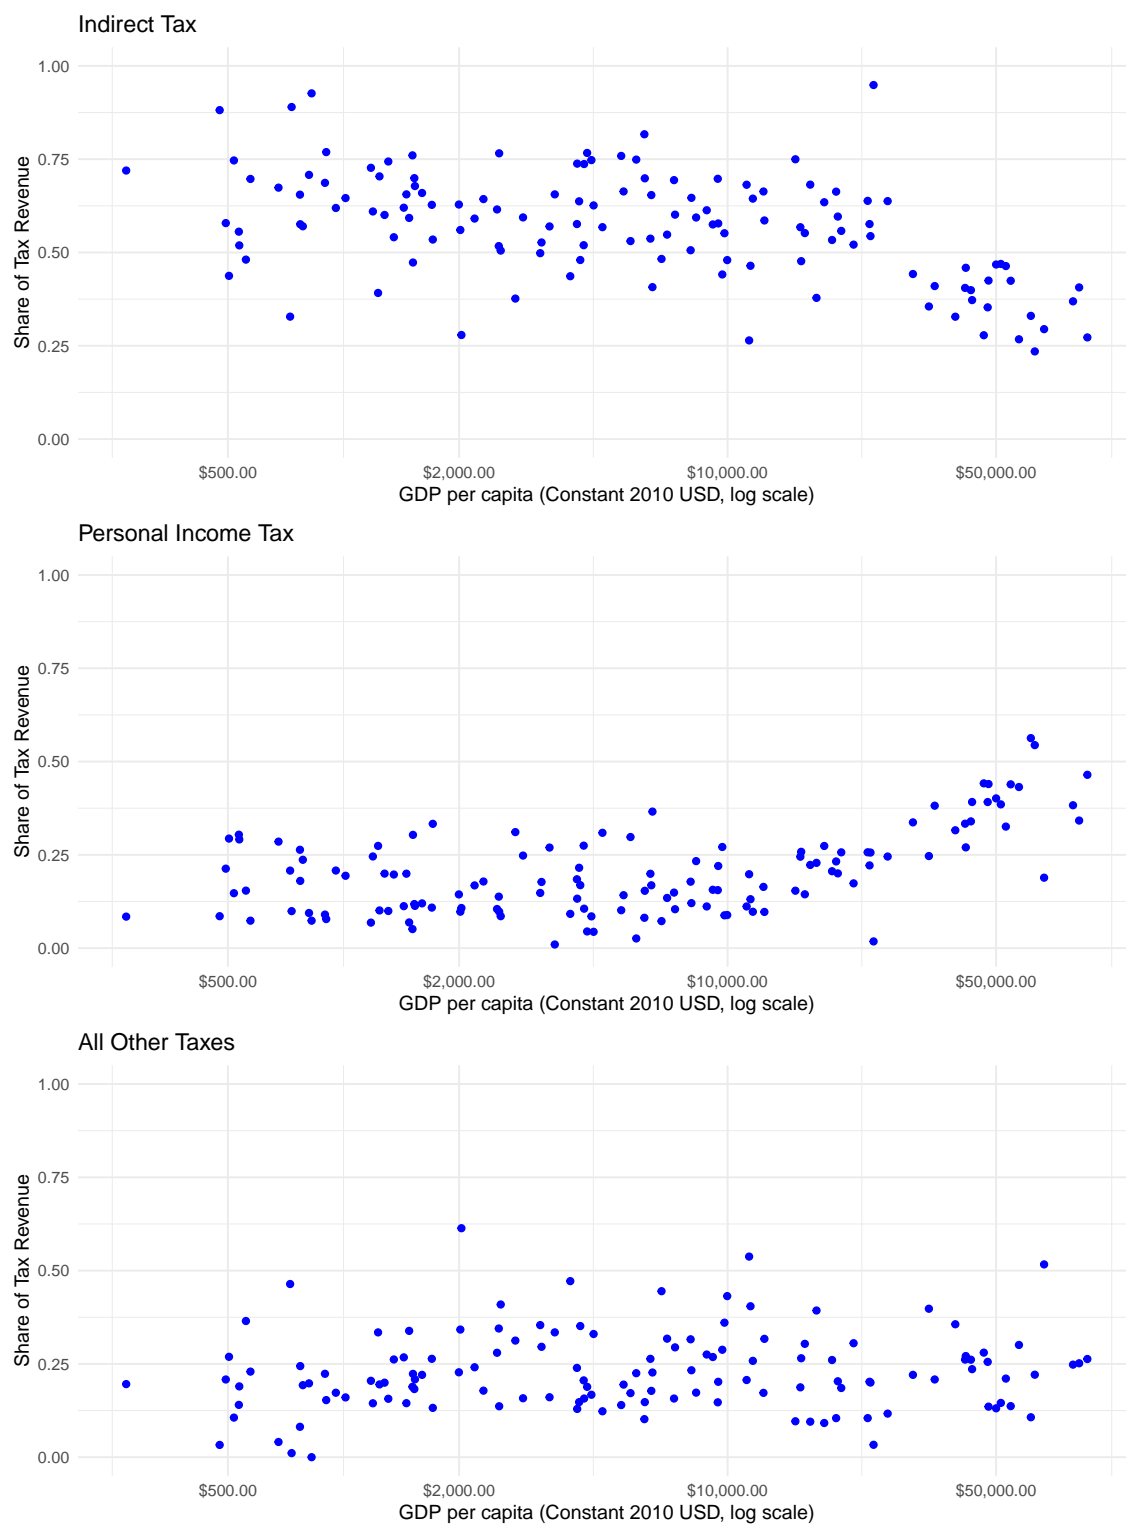 Indirect Tax
1.00
0.75
0.50
0.25
0.00
Share of Tax Revenue
$500.00 $2,000.00 $10,000.00 $50,000.00
GDP per capita (Constant 2010 USD, log scale)
Personal Income Tax
1.00
0.75
0.50
0.25
0.00
Share of Tax Revenue
$500.00 $2,000.00 $10,000.00 $50,000.00
GDP per capita (Constant 2010 USD, log scale)
All Other Taxes
1.00
0.75
0.50
0.25
0.00
Share of Tax Revenue
$500.00 $2,000.00 $10,000.00 $50,000.00
GDP per capita (Constant 2010 USD, log scale)